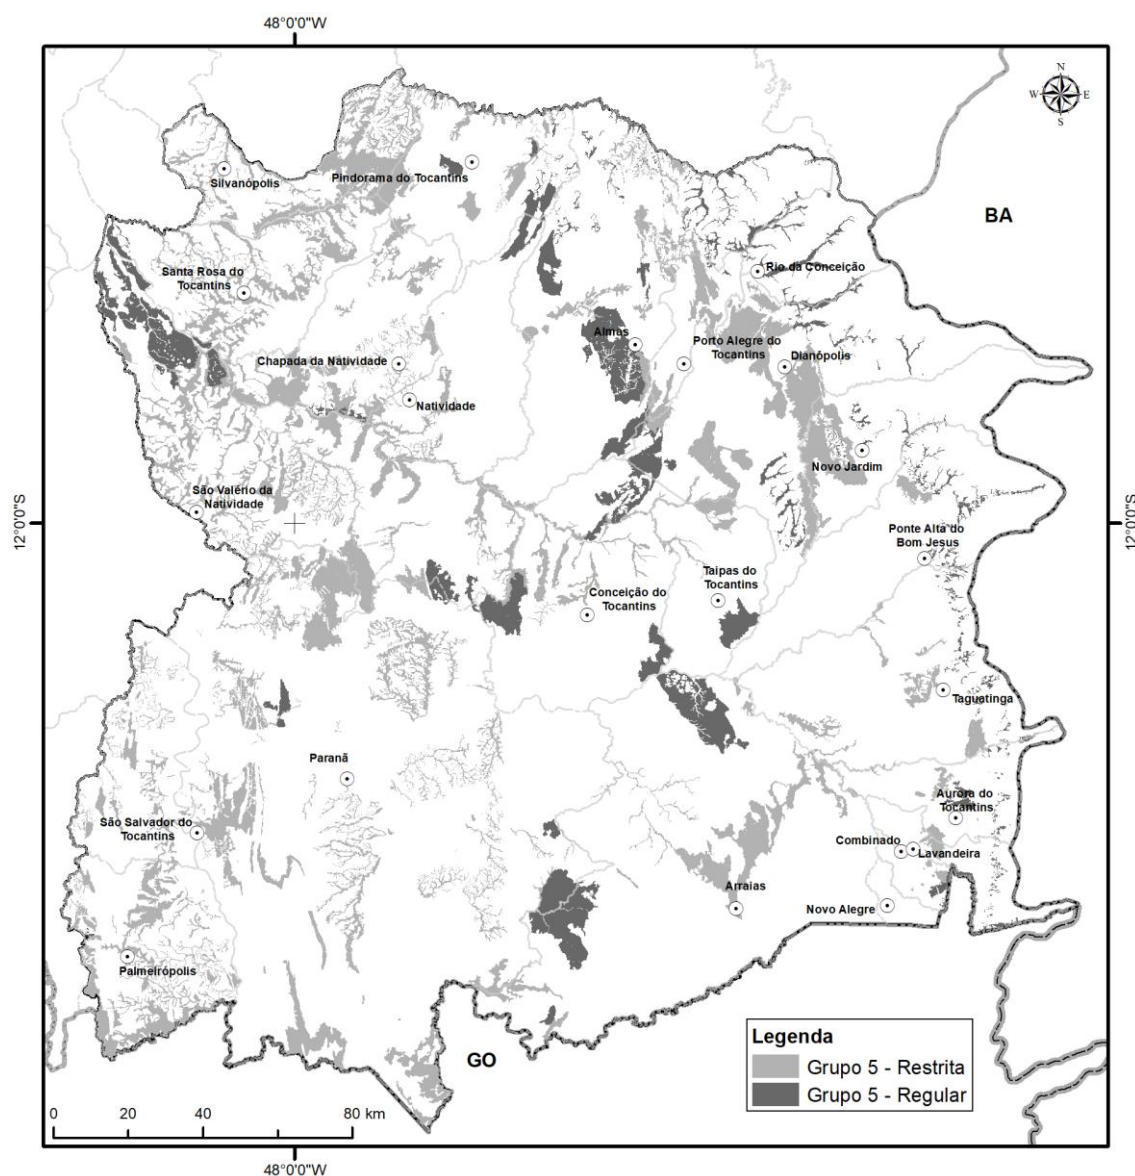 48°0'0"W
N
W E
S
BA
Pindorama do Tocantins
Silvanópolis
Santa Rosa do
Tocantins
Rio da Conceição
Almas
Porto Alegre do
Tocantins
Dianópolis
Chapada da Natividade
Natividade
Novo Jardim
São Valério da
Natividade
12°0'0"S
12°0'0"S
Ponte Alta do
Bom Jesus
Taipas do
Tocantins
Conceição do
Tocantins
Taguatinga
Paranã
Aurora do
Tocantins
São Salvador do
Tocantins
Combinado
Lavandeira
Arraias
Novo Alegre
Palmeirópolis
GO
Legenda
Grupo 5 - Restrita
Grupo 5 - Regular
0 20 40 80 km
48°0'0"W